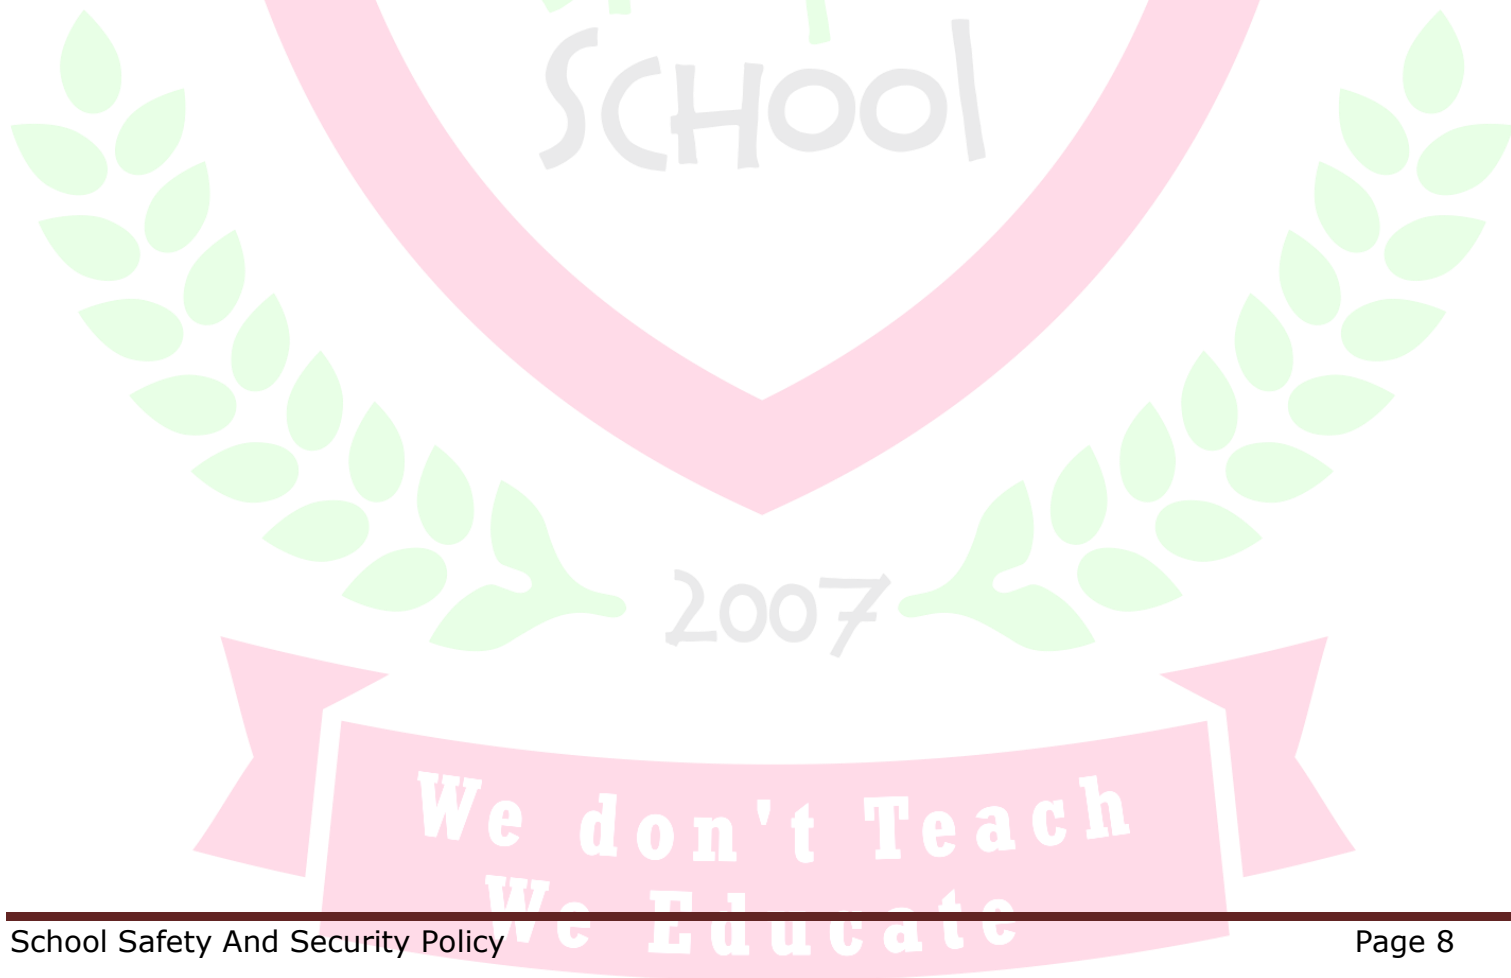 School
2007
We don't Teach
We Educate
School Safety And Security Policy Page 8